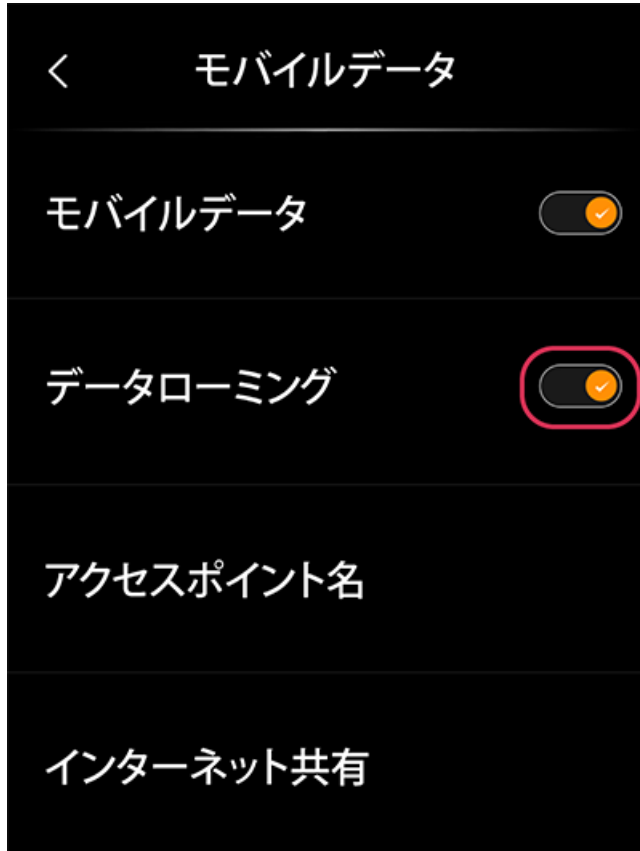 モバイルデータ
モバイルデータ
データローミング
アクセスポイント名
インターネット共有